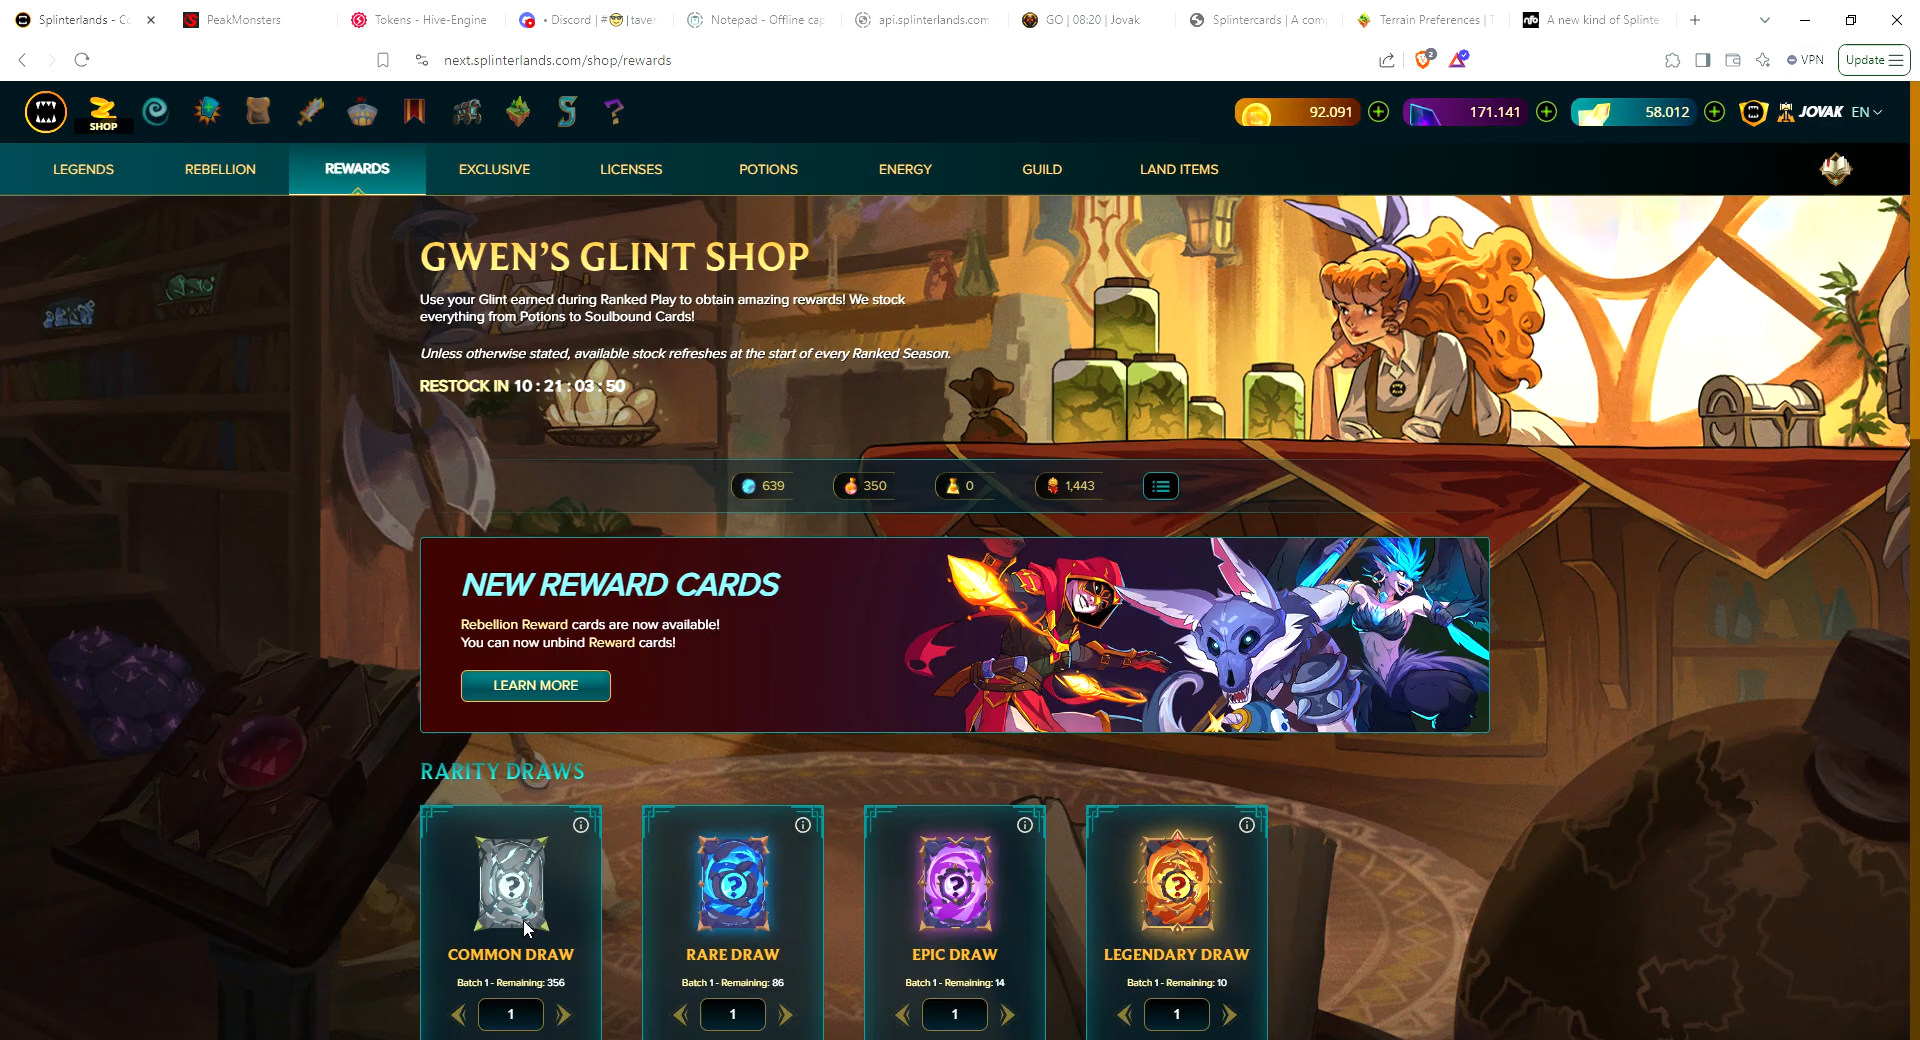 Splinterlands - Co
PeakMonsters
Tokens - Hive-Engine
• Discord | #😎|taver
Notepad - Offline cap
api.splinterlands.com
GO | 08:20 | Jovak
Splintercards | A com
Terrain Preferences | T
A new kind of Splinte
next.splinterlands.com/shop/rewards
2
VPN
Update
SHOP
92.091
171.141
58.012
JOVAK
EN
LEGENDS
REBELLION
REWARDS
EXCLUSIVE
LICENSES
POTIONS
ENERGY
GUILD
LAND ITEMS
GWEN'S GLINT SHOP
Use your Glint earned during Ranked Play to obtain amazing rewards! We stock
everything from Potions to Soulbound Cards!
Unless otherwise stated, available stock refreshes at the start of every Ranked Season.
RESTOCK IN 10 : 21 : 03 : 50
639
350
0
1,443
NEW REWARD CARDS
Rebellion Reward cards are now available!
You can now unbind Reward cards!
LEARN MORE
RARITY DRAWS
COMMON DRAW
Batch 1 - Remaining: 356
1
RARE DRAW
Batch 1 - Remaining: 86
1
EPIC DRAW
Batch 1 - Remaining: 14
1
LEGENDARY DRAW
Batch 1 - Remaining: 10
1